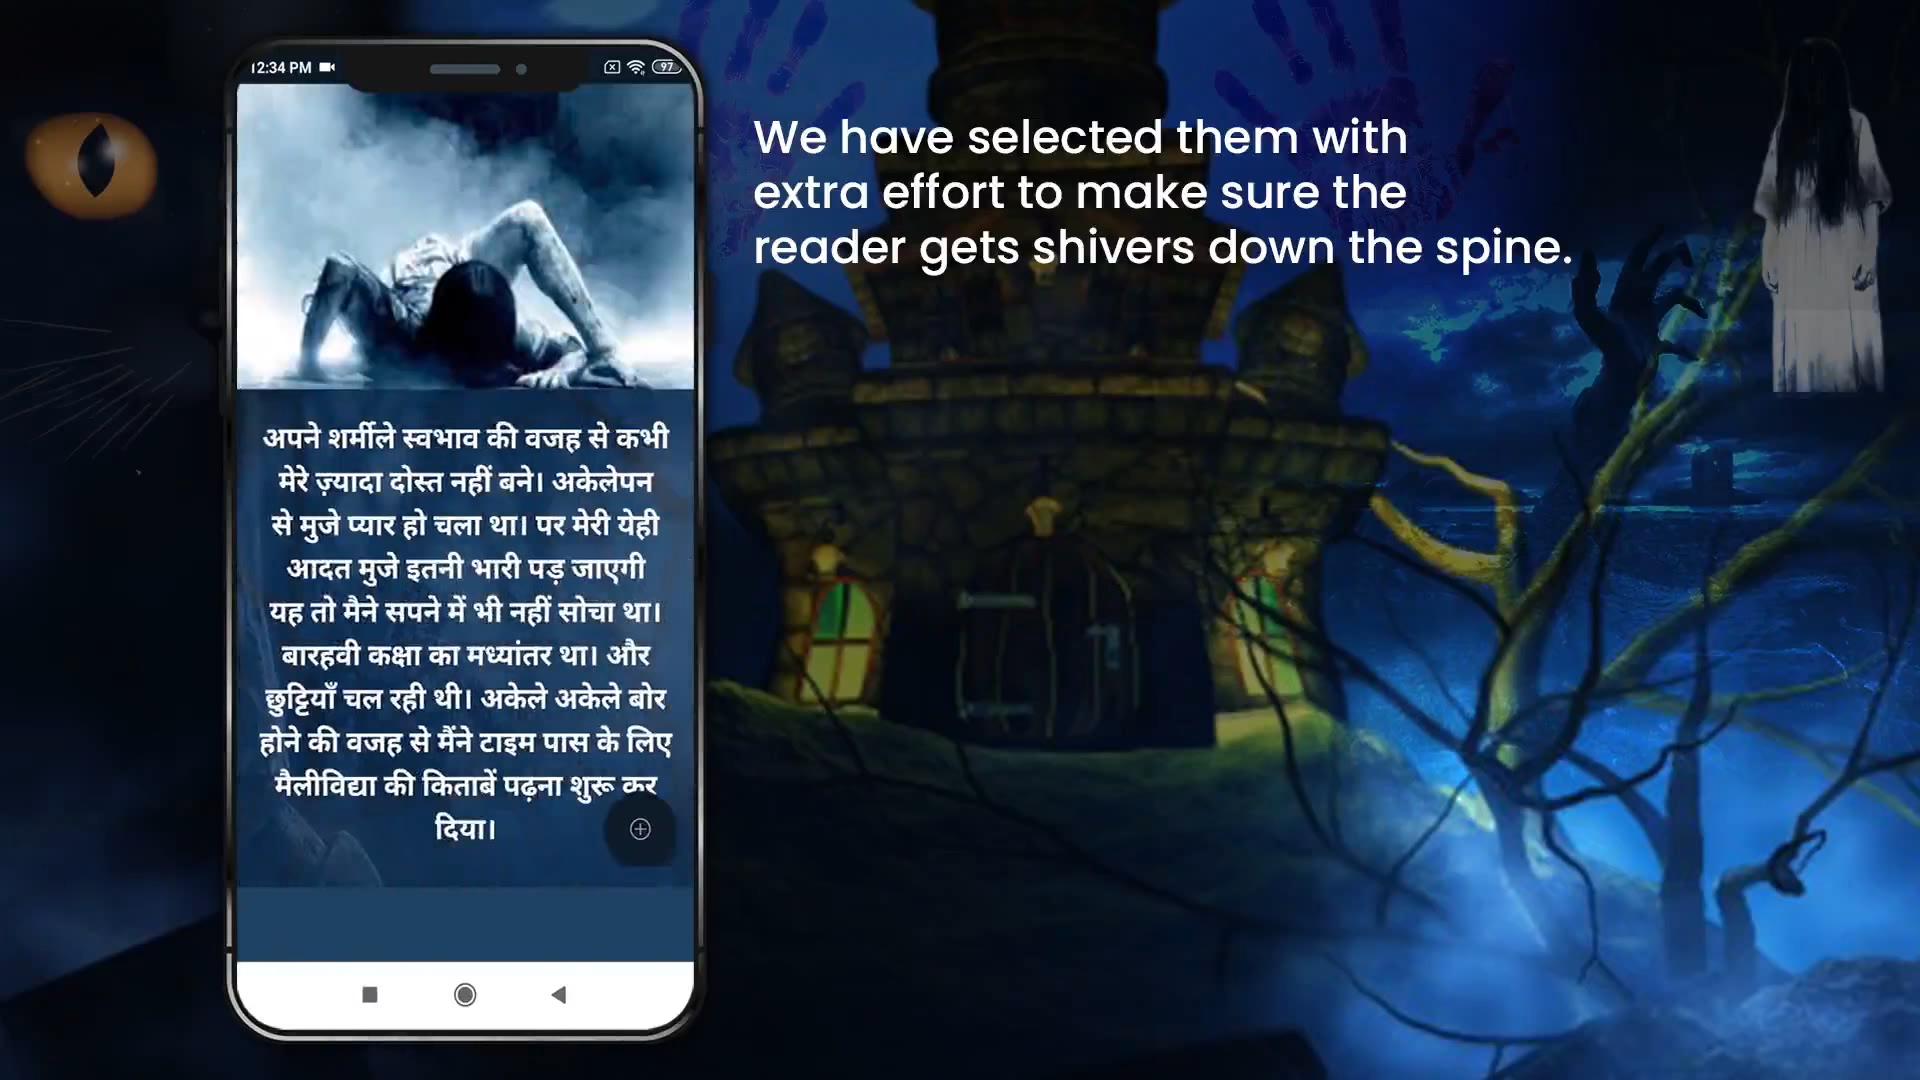 12:34 PM
97
We have selected them with
extra effort to make sure the
reader gets shivers down the spine.
अपने शर्मीले स्वभाव की वजह से कभी
मेरे ज़्यादा दोस्त नहीं बने। अकेलेपन
से मुजे प्यार हो चला था। पर मेरी येही
आदत मुजे इतनी भारी पड़ जाएगी
यह तो मैने सपने में भी नहीं सोचा था।
बारहवी कक्षा का मध्यांतर था। और
छुट्टियाँ चल रही थी। अकेले अकेले बोर
होने की वजह से मैंने टाइम पास के लिए
मैलीविद्या की किताबें पढ़ना शुरू कर
दिया।